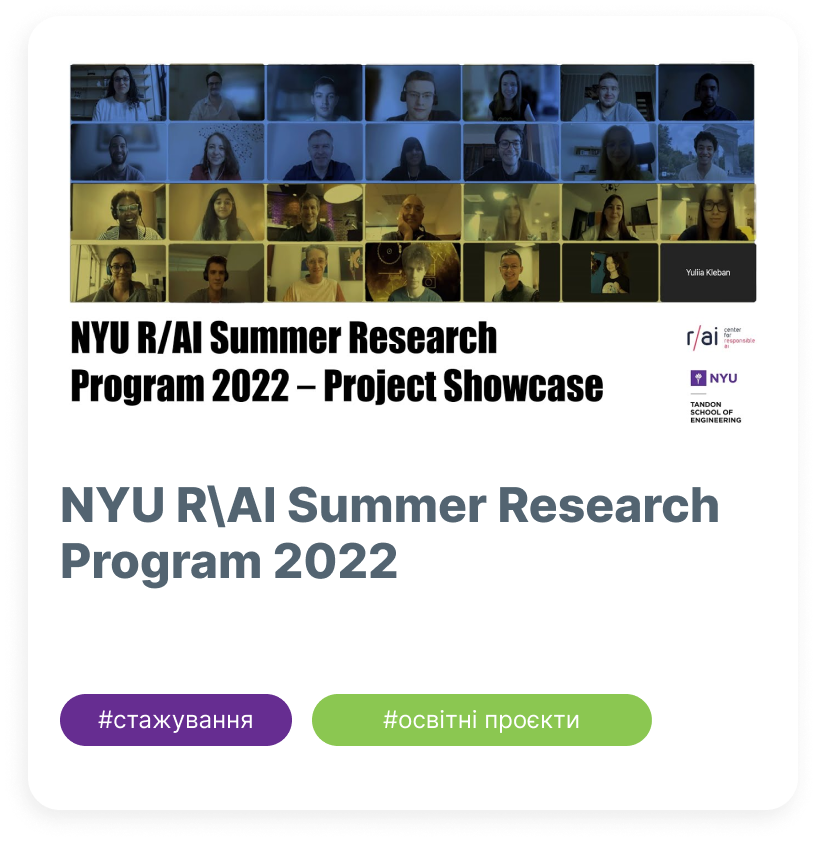 Yuliia Kleban
NYU R/AI Summer Research
Program 2022 – Project Showcase
r/ai
center
for
responsible
ai
NYU
TANDON
SCHOOL OF
ENGINEERING
NYU R\AI Summer Research
Program 2022
#стажування
#освітні проєкти